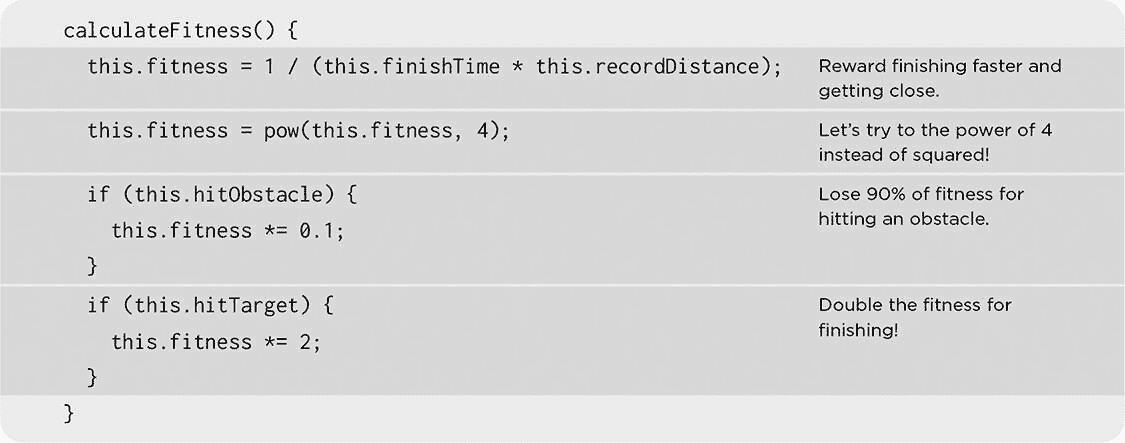 calculateFitness() {
this.fitness = 1 / (this.finishTime * this.recordDistance);
Reward finishing faster and
getting close.
this.fitness = pow(this.fitness, 4);
Let’s try to the power of 4
instead of squared!
if (this.hitObstacle) {
Lose 90% of fitness for
hitting an obstacle.
this.fitness *= 0.1;
}
if (this.hitTarget) {
Double the fitness for
finishing!
this.fitness *= 2;
}
}